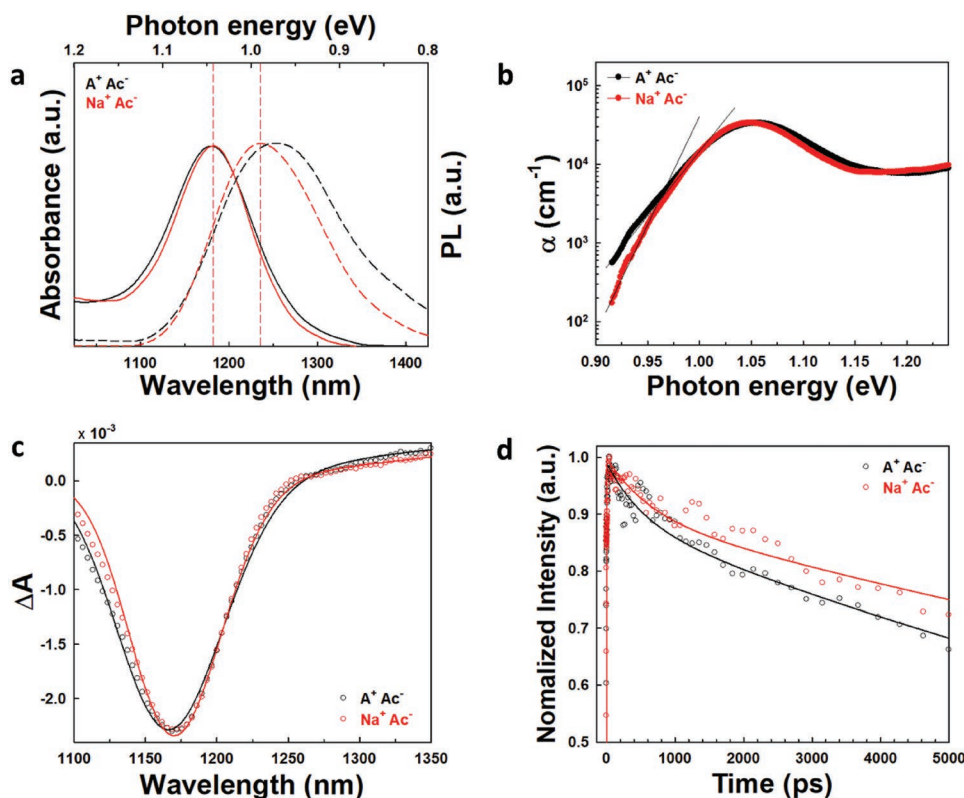 Photon energy (eV)
1.2 1.1 1.0 0.9 0.8
a
A⁺ Ac⁻
Na⁺ Ac⁻
Absorbance (a.u.)
PL (a.u.)
1100 1200 1300 1400
Wavelength (nm)
b
A⁺ Ac⁻
Na⁺ Ac⁻
10⁵
10⁴
10³
10²
α (cm⁻¹)
0.90 0.95 1.00 1.05 1.10 1.15 1.20
Photon energy (eV)
c
x 10⁻³
0.0
-0.5
-1.0
-1.5
-2.0
ΔA
A⁺ Ac⁻
Na⁺ Ac⁻
1100 1150 1200 1250 1300 1350
Wavelength (nm)
d
A⁺ Ac⁻
Na⁺ Ac⁻
1.0
0.9
0.8
0.7
0.6
0.5
Nomalized Intensity (a.u.)
0 1000 2000 3000 4000 5000
Time (ps)